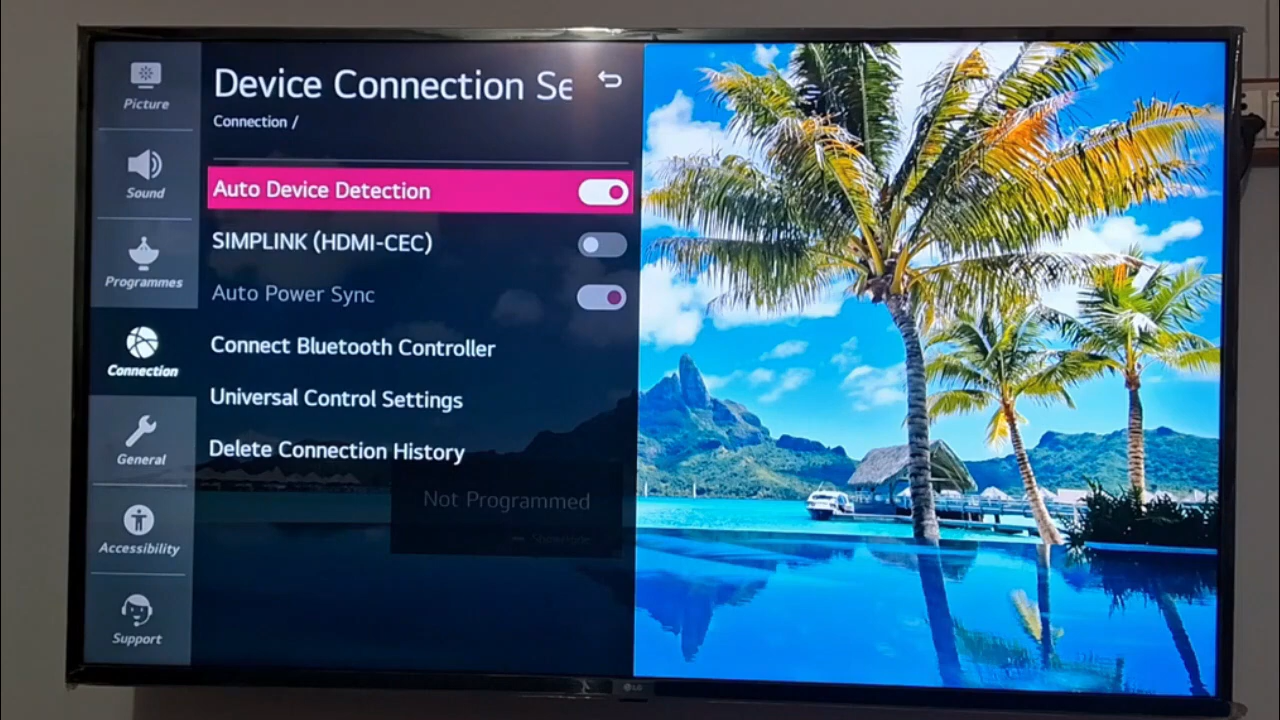 Picture
Sound
Programmes
Connection
General
Accessibility
Support
Device Connection Se
Connection /
Auto Device Detection
SIMPLINK (HDMI-CEC)
Auto Power Sync
Connect Bluetooth Controller
Universal Control Settings
Delete Connection History
Not Programmed
LG